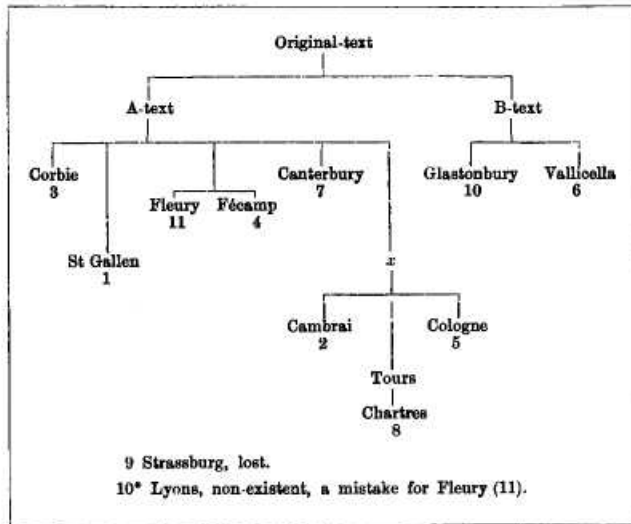 Original-text
A-text B-text
Corbie Canterbury Glastonbury Vallicella
3 7 10 6
Fleury Fécamp
11 4
St Gallen x
1
Cambrai Cologne
2 5
Tours
Chartres
8
9 Strassburg, lost.
10* Lyons, non-existent, a mistake for Fleury (11).